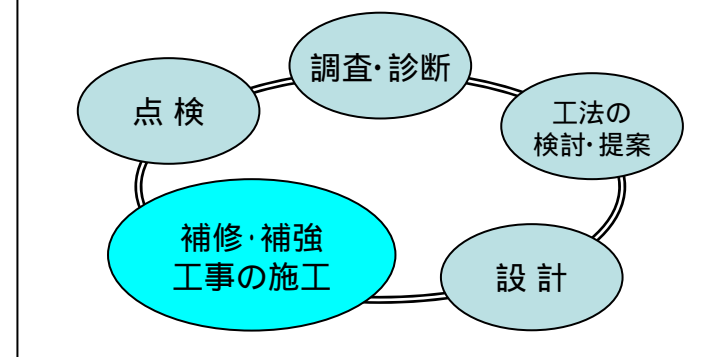 調査・診断
点 検
工法の
検討・提案
補修・補強
工事の施工
設 計